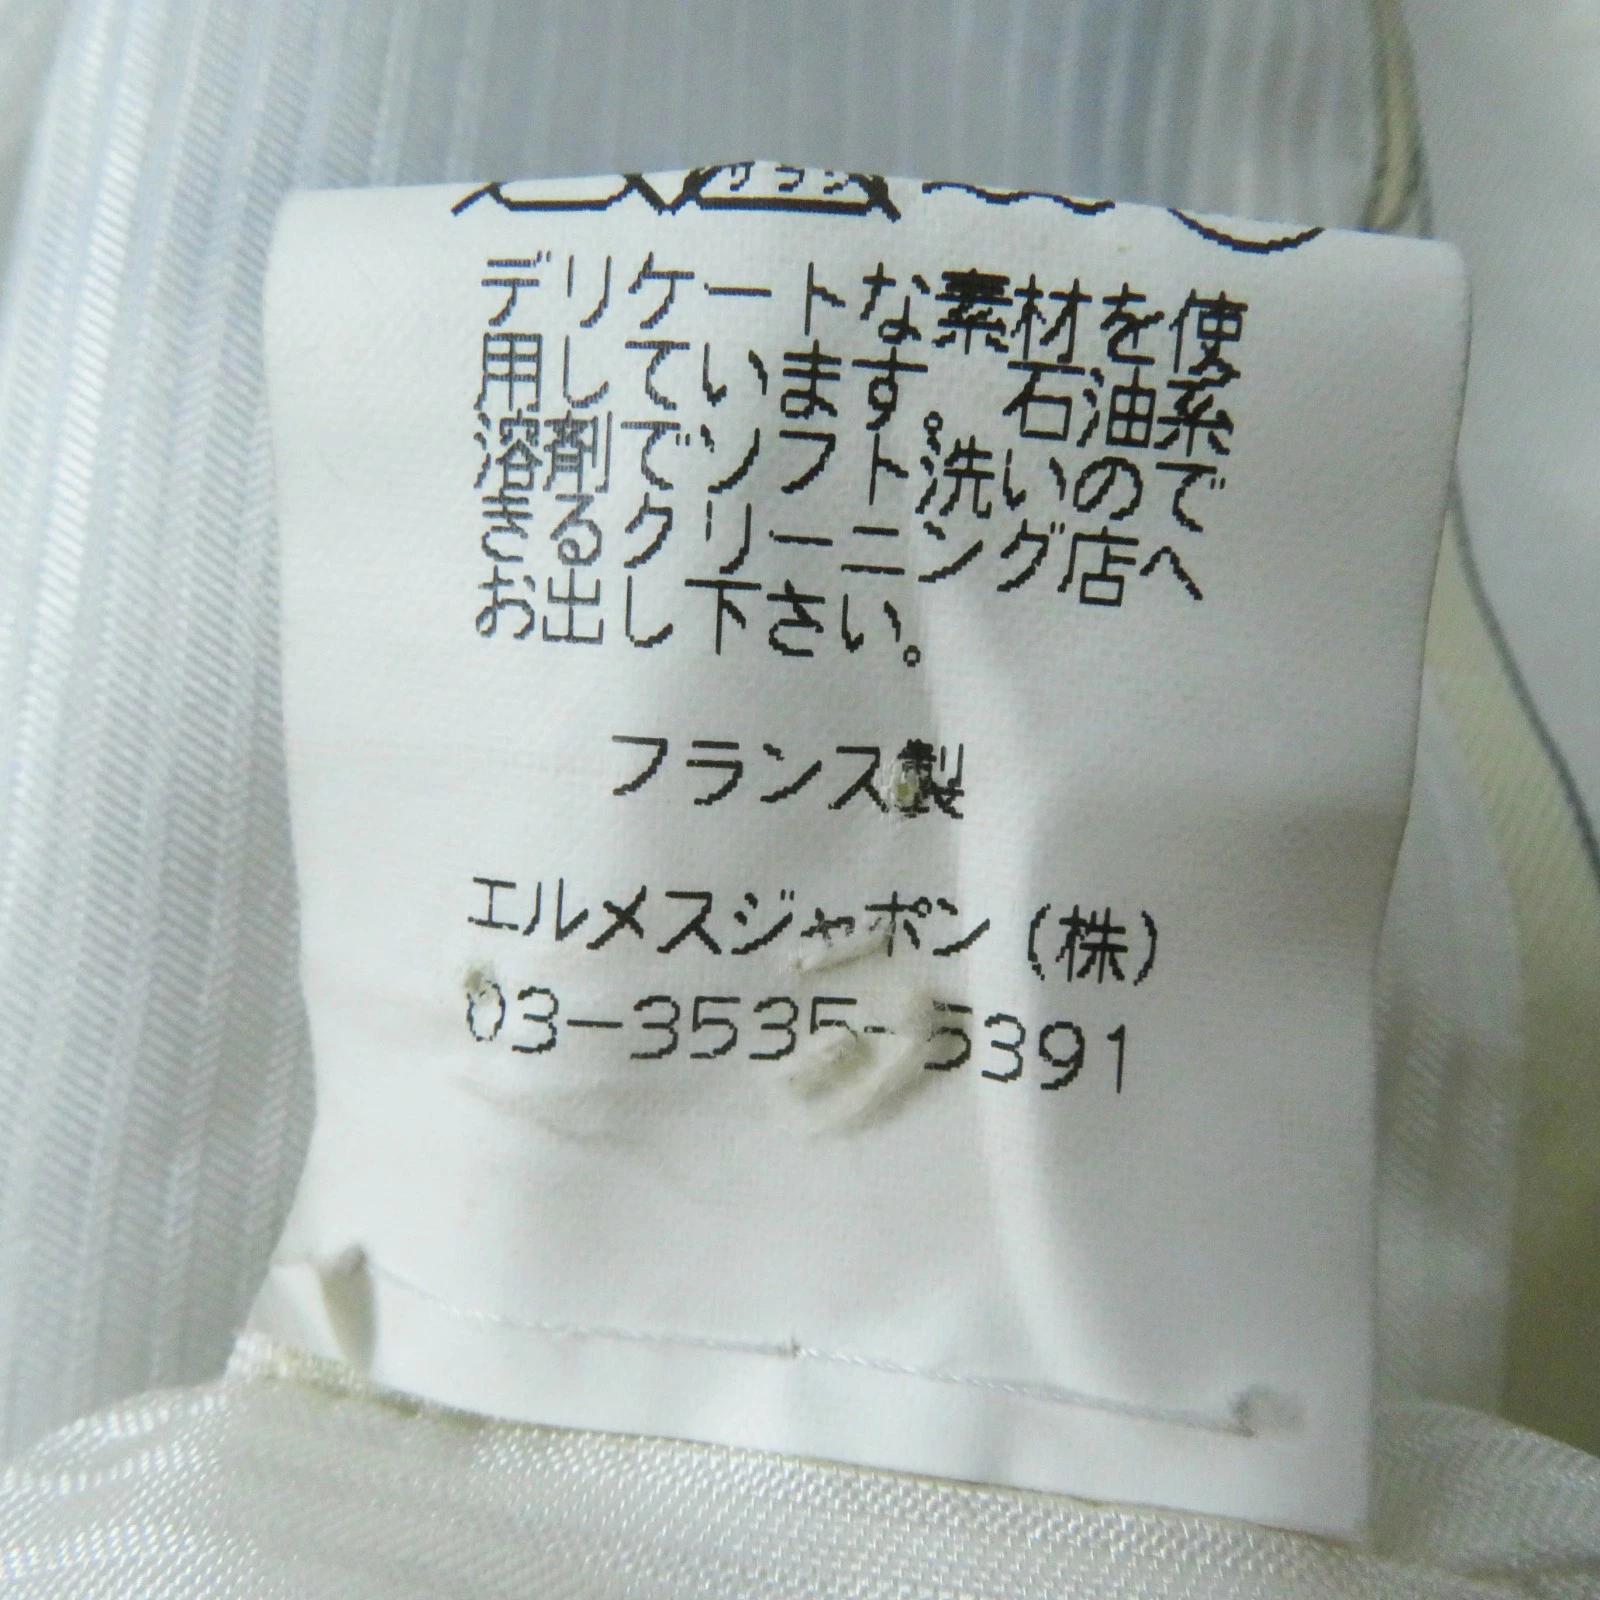 デリケートな素材を使
用しています。石油系
溶剤でソフト洗いので
きるクリーニング店へ
お出し下さい。
フランス製
エルメスジャポン(株)
03-3535-5391